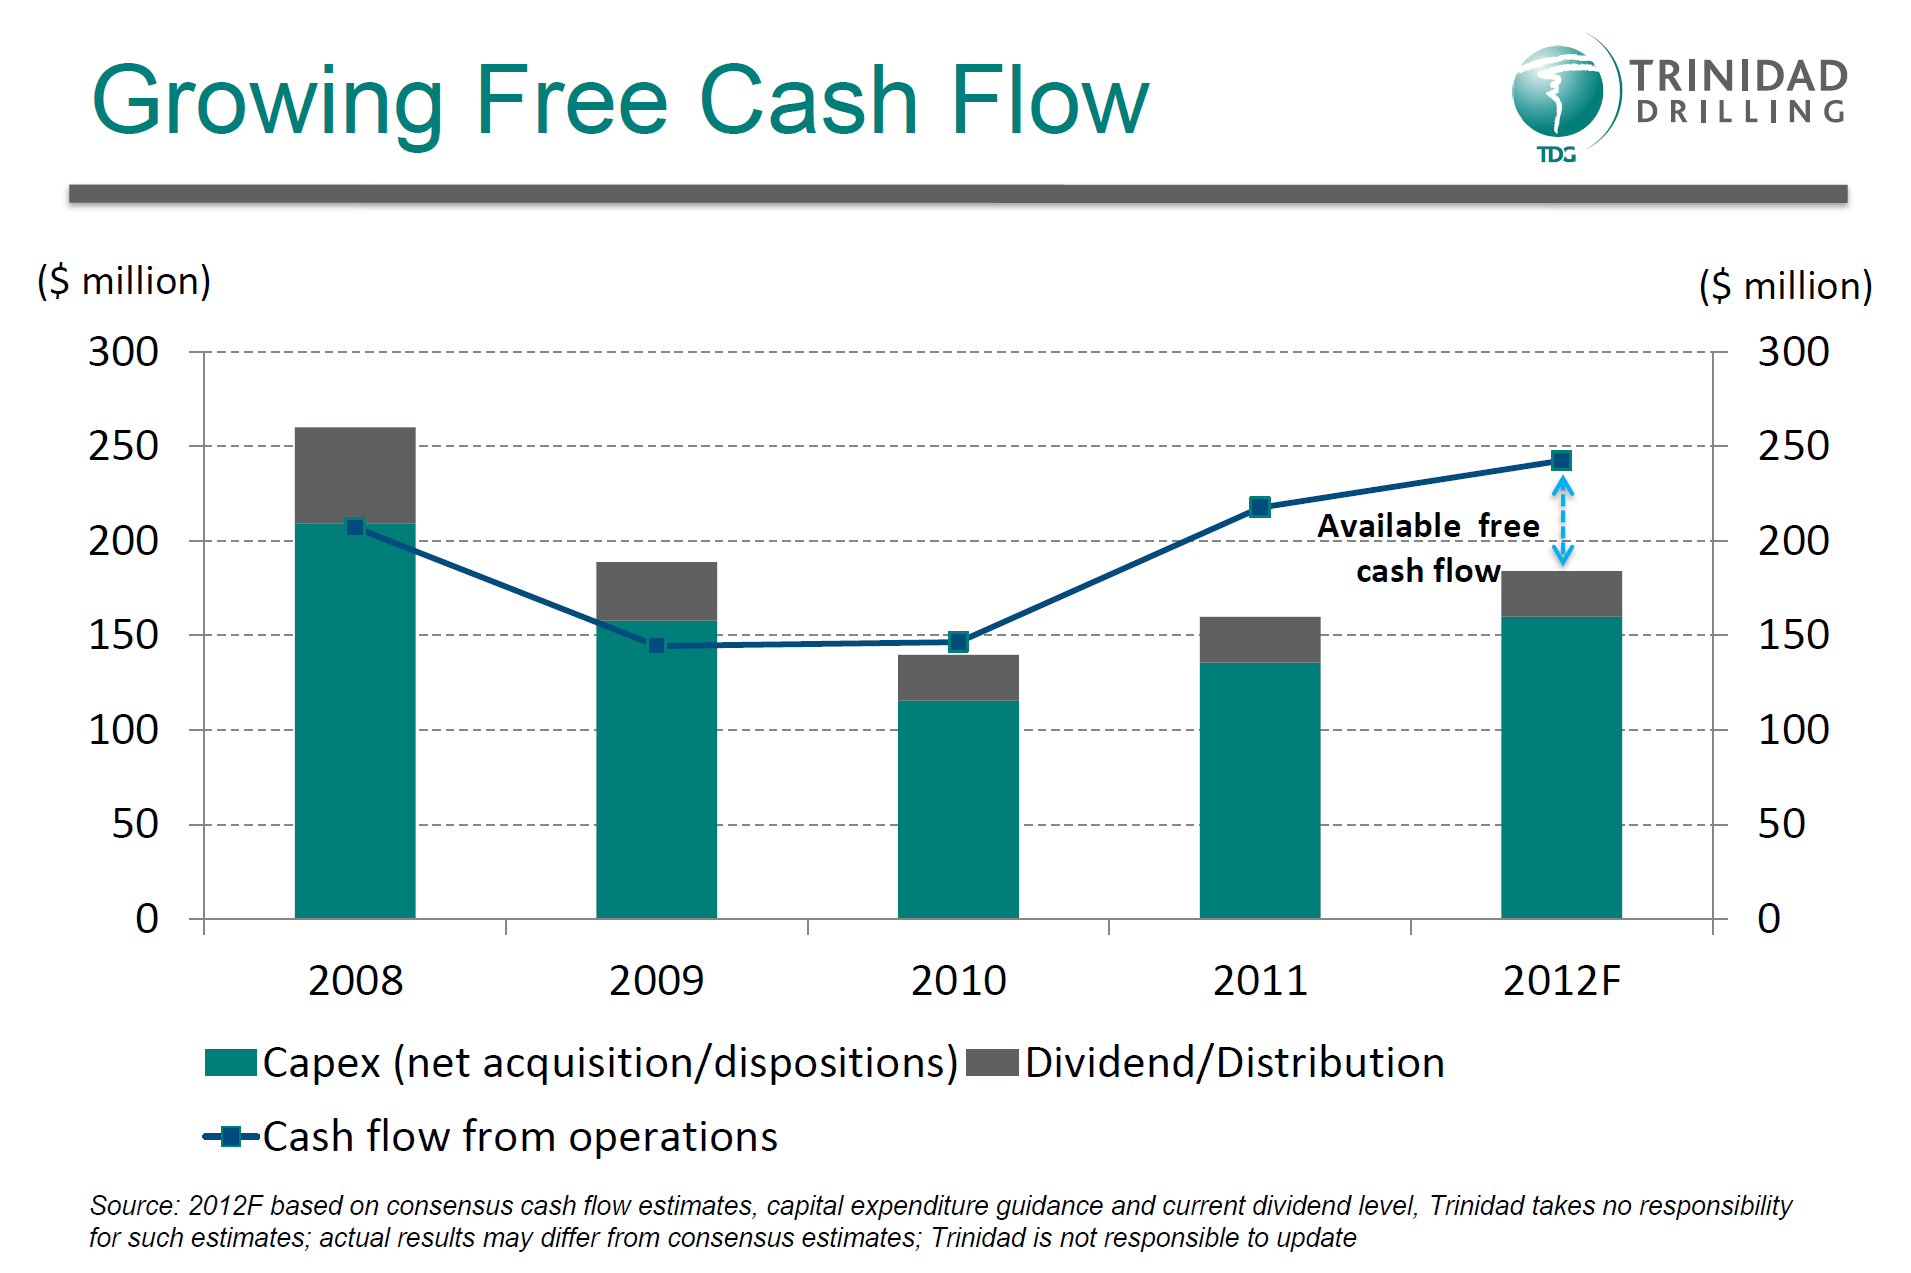 Growing Free Cash Flow
TRINIDAD
DRILLING
TDG
($ million)
($ million)
300
300
250
250
200
200
150
150
100
100
50
50
0
0
Available free
cash flow
2008
2009
2010
2011
2012F
Capex (net acquisition/dispositions)
Dividend/Distribution
Cash flow from operations
Source: 2012F based on consensus cash flow estimates, capital expenditure guidance and current dividend level, Trinidad takes no responsibility
for such estimates; actual results may differ from consensus estimates; Trinidad is not responsible to update